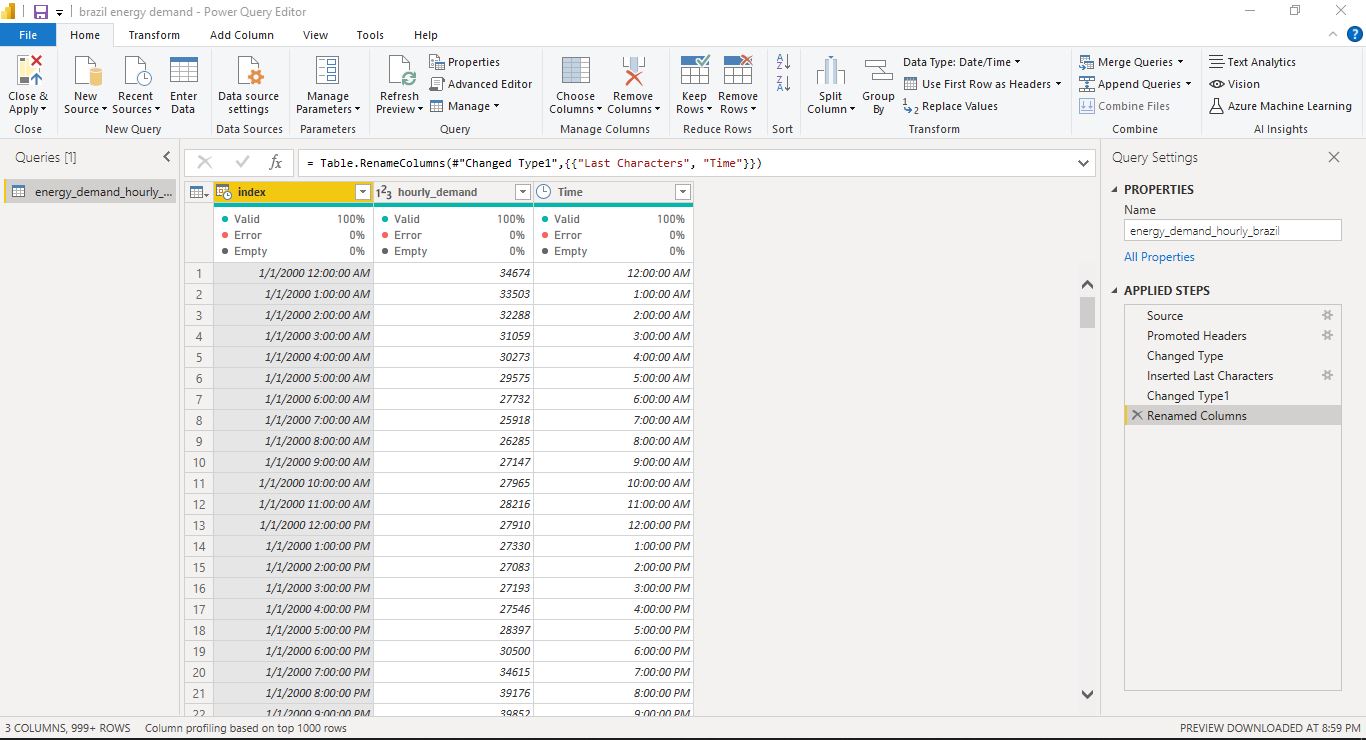 brazil energy demand - Power Query Editor
File Home Transform Add Column View Tools Help
Close & Apply
Close
New Source
Recent Sources
Enter Data
New Query
Data source settings
Data Sources
Manage Parameters
Parameters
Refresh Preview
Properties
Advanced Editor
Manage
Query
Choose Columns
Remove Columns
Manage Columns
Keep Rows
Remove Rows
Reduce Rows
A Z
Z A
Sort
Split Column
Group By
Data Type: Date/Time
Use First Row as Headers
1 2 Replace Values
Transform
Merge Queries
Append Queries
Combine Files
Combine
Text Analytics
Vision
Azure Machine Learning
AI Insights
?
Queries [1]
energy_demand_hourly_...
fx
= Table.RenameColumns(#"Changed Type1",{{"Last Characters", "Time"}})
index 123 hourly_demand Time
Valid 100% Valid 100% Valid 100%
Error 0% Error 0% Error 0%
Empty 0% Empty 0% Empty 0%
1 1/1/2000 12:00:00 AM 34674 12:00:00 AM
2 1/1/2000 1:00:00 AM 33503 1:00:00 AM
3 1/1/2000 2:00:00 AM 32288 2:00:00 AM
4 1/1/2000 3:00:00 AM 31059 3:00:00 AM
5 1/1/2000 4:00:00 AM 30273 4:00:00 AM
6 1/1/2000 5:00:00 AM 29575 5:00:00 AM
7 1/1/2000 6:00:00 AM 27732 6:00:00 AM
8 1/1/2000 7:00:00 AM 25918 7:00:00 AM
9 1/1/2000 8:00:00 AM 26285 8:00:00 AM
10 1/1/2000 9:00:00 AM 27147 9:00:00 AM
11 1/1/2000 10:00:00 AM 27965 10:00:00 AM
12 1/1/2000 11:00:00 AM 28216 11:00:00 AM
13 1/1/2000 12:00:00 PM 27910 12:00:00 PM
14 1/1/2000 1:00:00 PM 27330 1:00:00 PM
15 1/1/2000 2:00:00 PM 27083 2:00:00 PM
16 1/1/2000 3:00:00 PM 27193 3:00:00 PM
17 1/1/2000 4:00:00 PM 27546 4:00:00 PM
18 1/1/2000 5:00:00 PM 28397 5:00:00 PM
19 1/1/2000 6:00:00 PM 30500 6:00:00 PM
20 1/1/2000 7:00:00 PM 34615 7:00:00 PM
21 1/1/2000 8:00:00 PM 39176 8:00:00 PM
22 1/1/2000 9:00:00 PM 39852 9:00:00 PM
Query Settings
PROPERTIES
Name
energy_demand_hourly_brazil
All Properties
APPLIED STEPS
Source
Promoted Headers
Changed Type
Inserted Last Characters
Changed Type1
Renamed Columns
3 COLUMNS, 999+ ROWS Column profiling based on top 1000 rows PREVIEW DOWNLOADED AT 8:59 PM